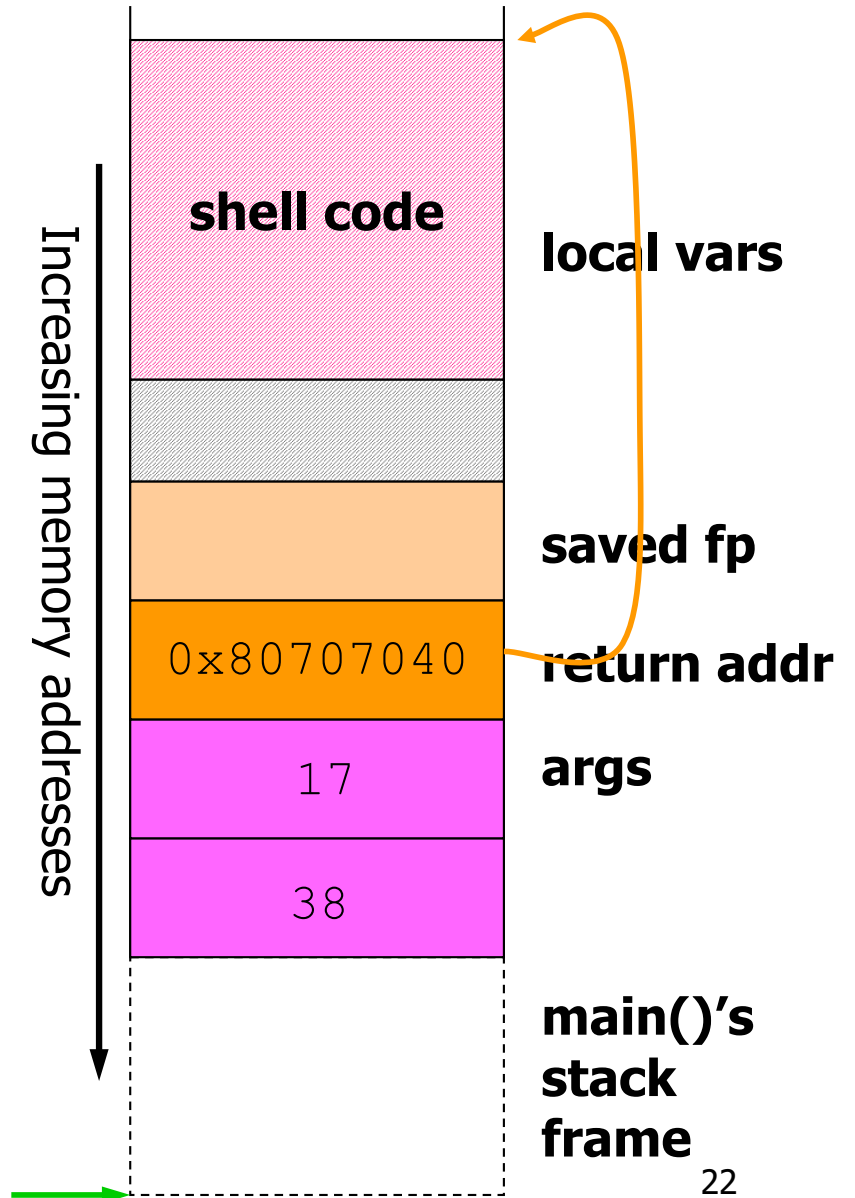 shell code
local vars
Increasing memory addresses
saved fp
0x80707040
return addr
17
args
38
main()’s
stack
frame
22